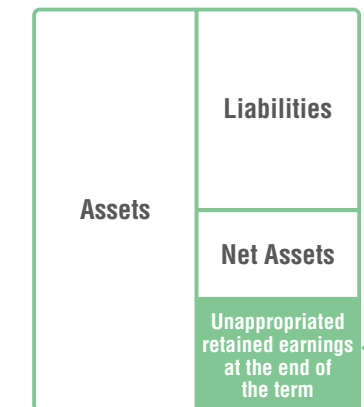 Assets
Liabilities
Net Assets
Unappropriated
retained earnings
at the end of
the term